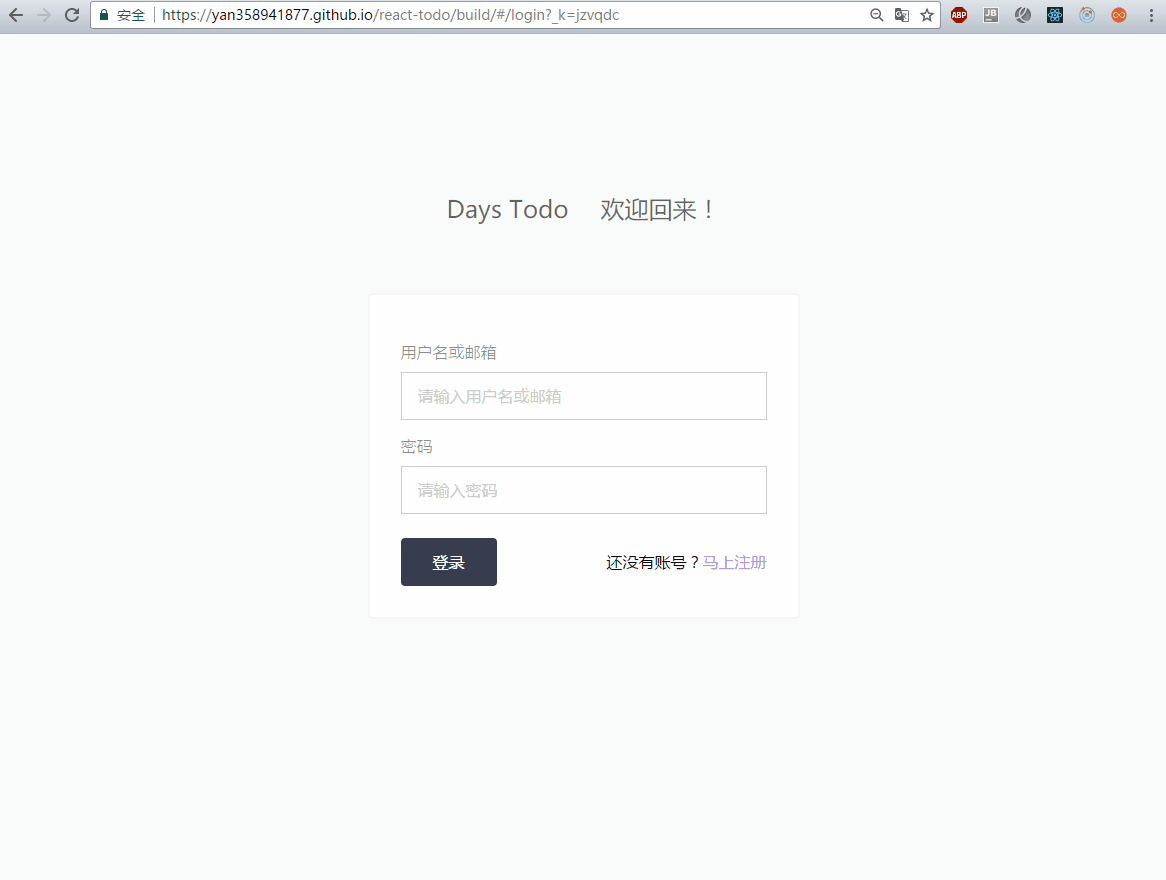 安全 https://yan358941877.github.io/react-todo/build/#/login?_k=jzvqdc ABP JB
Days Todo 欢迎回来！
用户名或邮箱
请输入用户名或邮箱
密码
请输入密码
登录 还没有账号？马上注册